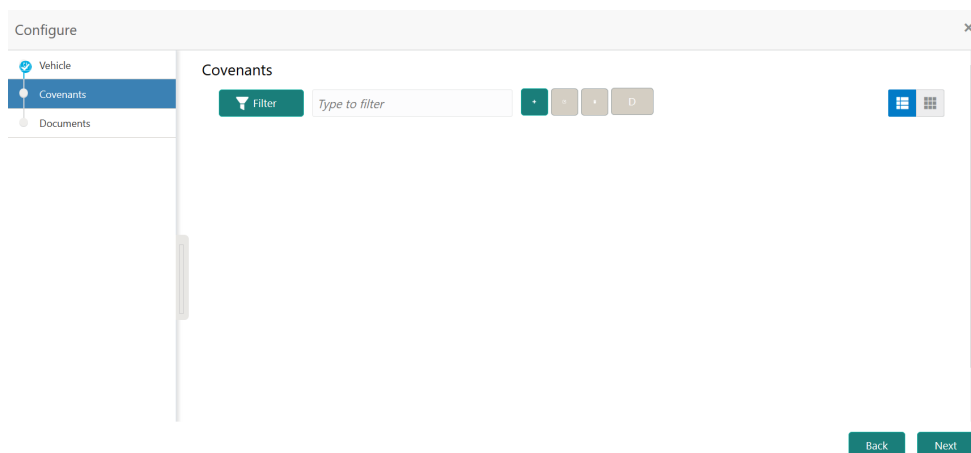 Configure
Vehicle
Covenants
Documents
Covenants
Filter
Type to filter
D
Back
Next